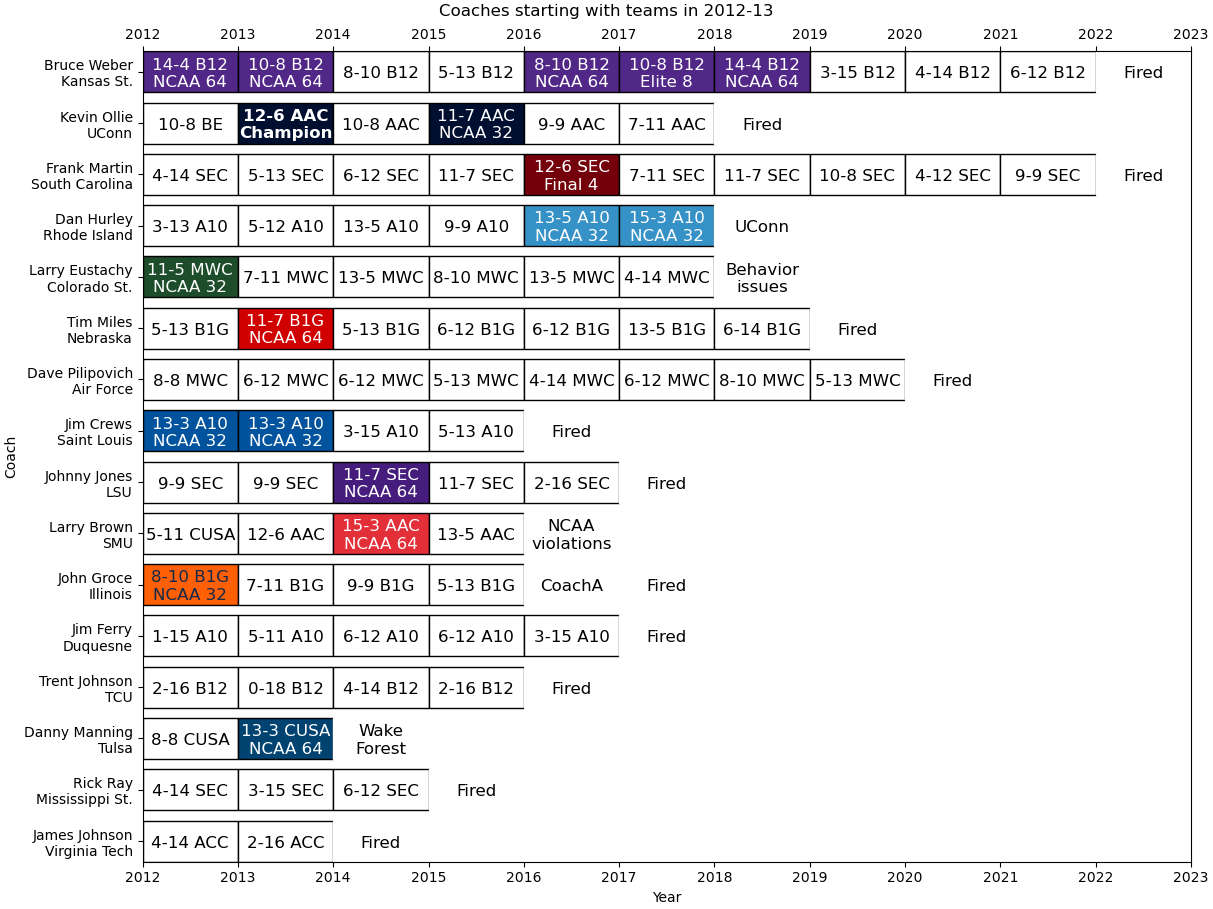 Coaches starting with teams in 2012-13
2012 2013 2014 2015 2016 2017 2018 2019 2020 2021 2022 2023
Bruce Weber
Kansas St.
14-4 B12
NCAA 64
10-8 B12
NCAA 64
8-10 B12
5-13 B12
8-10 B12
NCAA 64
10-8 B12
Elite 8
14-4 B12
NCAA 64
3-15 B12
4-14 B12
6-12 B12
Fired
Kevin Ollie
UConn
10-8 BE
12-6 AAC
Champion
10-8 AAC
11-7 AAC
NCAA 32
9-9 AAC
7-11 AAC
Fired
Frank Martin
South Carolina
4-14 SEC
5-13 SEC
6-12 SEC
11-7 SEC
12-6 SEC
Final 4
7-11 SEC
11-7 SEC
10-8 SEC
4-12 SEC
9-9 SEC
Fired
Dan Hurley
Rhode Island
3-13 A10
5-12 A10
13-5 A10
9-9 A10
13-5 A10
NCAA 32
15-3 A10
NCAA 32
UConn
Larry Eustachy
Colorado St.
11-5 MWC
NCAA 32
7-11 MWC
13-5 MWC
8-10 MWC
13-5 MWC
4-14 MWC
Behavior
issues
Tim Miles
Nebraska
5-13 B1G
11-7 B1G
NCAA 64
5-13 B1G
6-12 B1G
6-12 B1G
13-5 B1G
6-14 B1G
Fired
Dave Pilipovich
Air Force
8-8 MWC
6-12 MWC
6-12 MWC
5-13 MWC
4-14 MWC
6-12 MWC
8-10 MWC
5-13 MWC
Fired
Coach
Jim Crews
Saint Louis
13-3 A10
NCAA 32
13-3 A10
NCAA 32
3-15 A10
5-13 A10
Fired
Johnny Jones
LSU
9-9 SEC
9-9 SEC
11-7 SEC
NCAA 64
11-7 SEC
2-16 SEC
Fired
Larry Brown
SMU
5-11 CUSA
12-6 AAC
15-3 AAC
NCAA 64
13-5 AAC
NCAA
violations
John Groce
Illinois
8-10 B1G
NCAA 32
7-11 B1G
9-9 B1G
5-13 B1G
CoachA
Fired
Jim Ferry
Duquesne
1-15 A10
5-11 A10
6-12 A10
6-12 A10
3-15 A10
Fired
Trent Johnson
TCU
2-16 B12
0-18 B12
4-14 B12
2-16 B12
Fired
Danny Manning
Tulsa
8-8 CUSA
13-3 CUSA
NCAA 64
Wake
Forest
Rick Ray
Mississippi St.
4-14 SEC
3-15 SEC
6-12 SEC
Fired
James Johnson
Virginia Tech
4-14 ACC
2-16 ACC
Fired
2012 2013 2014 2015 2016 2017 2018 2019 2020 2021 2022 2023
Year